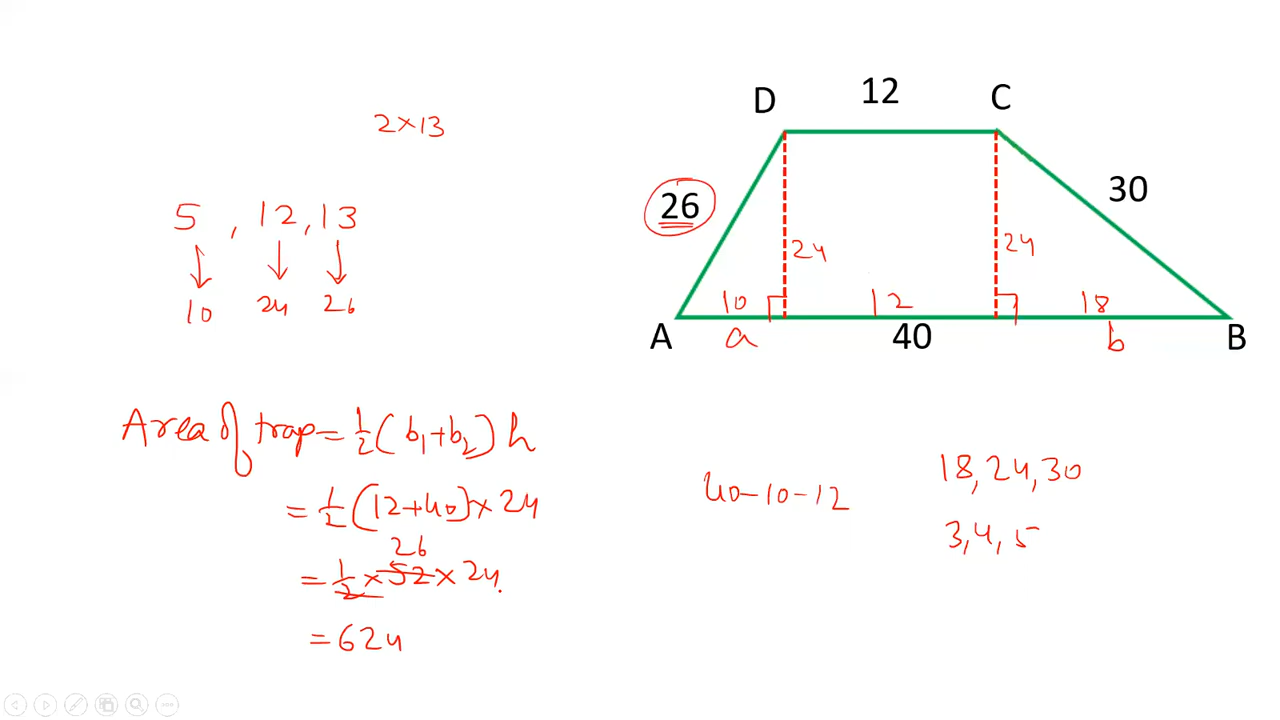 2×13
5, 12, 13
10 24 26
Area of trap = 1/2 (b₁+b₂) h
= 1/2 (12+40) × 24
26
= 1/2 × 52 × 24.
= 624
D 12 C
26
30
24 24
10 12 18
A a 40 b B
40-10-12
18, 24, 30
3, 4, 5